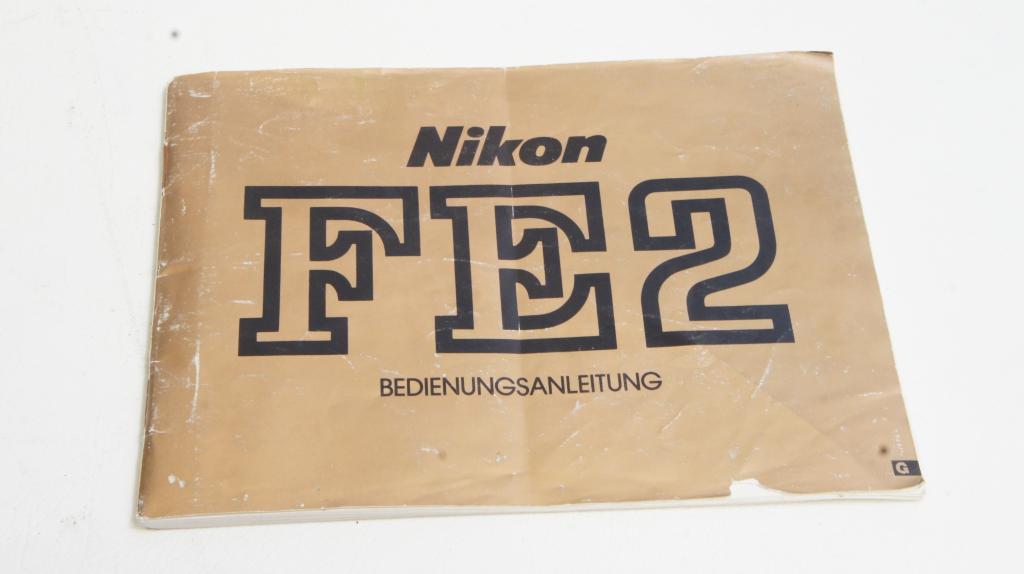 Nikon
FE2
BEDIENUNGSANLEITUNG
G